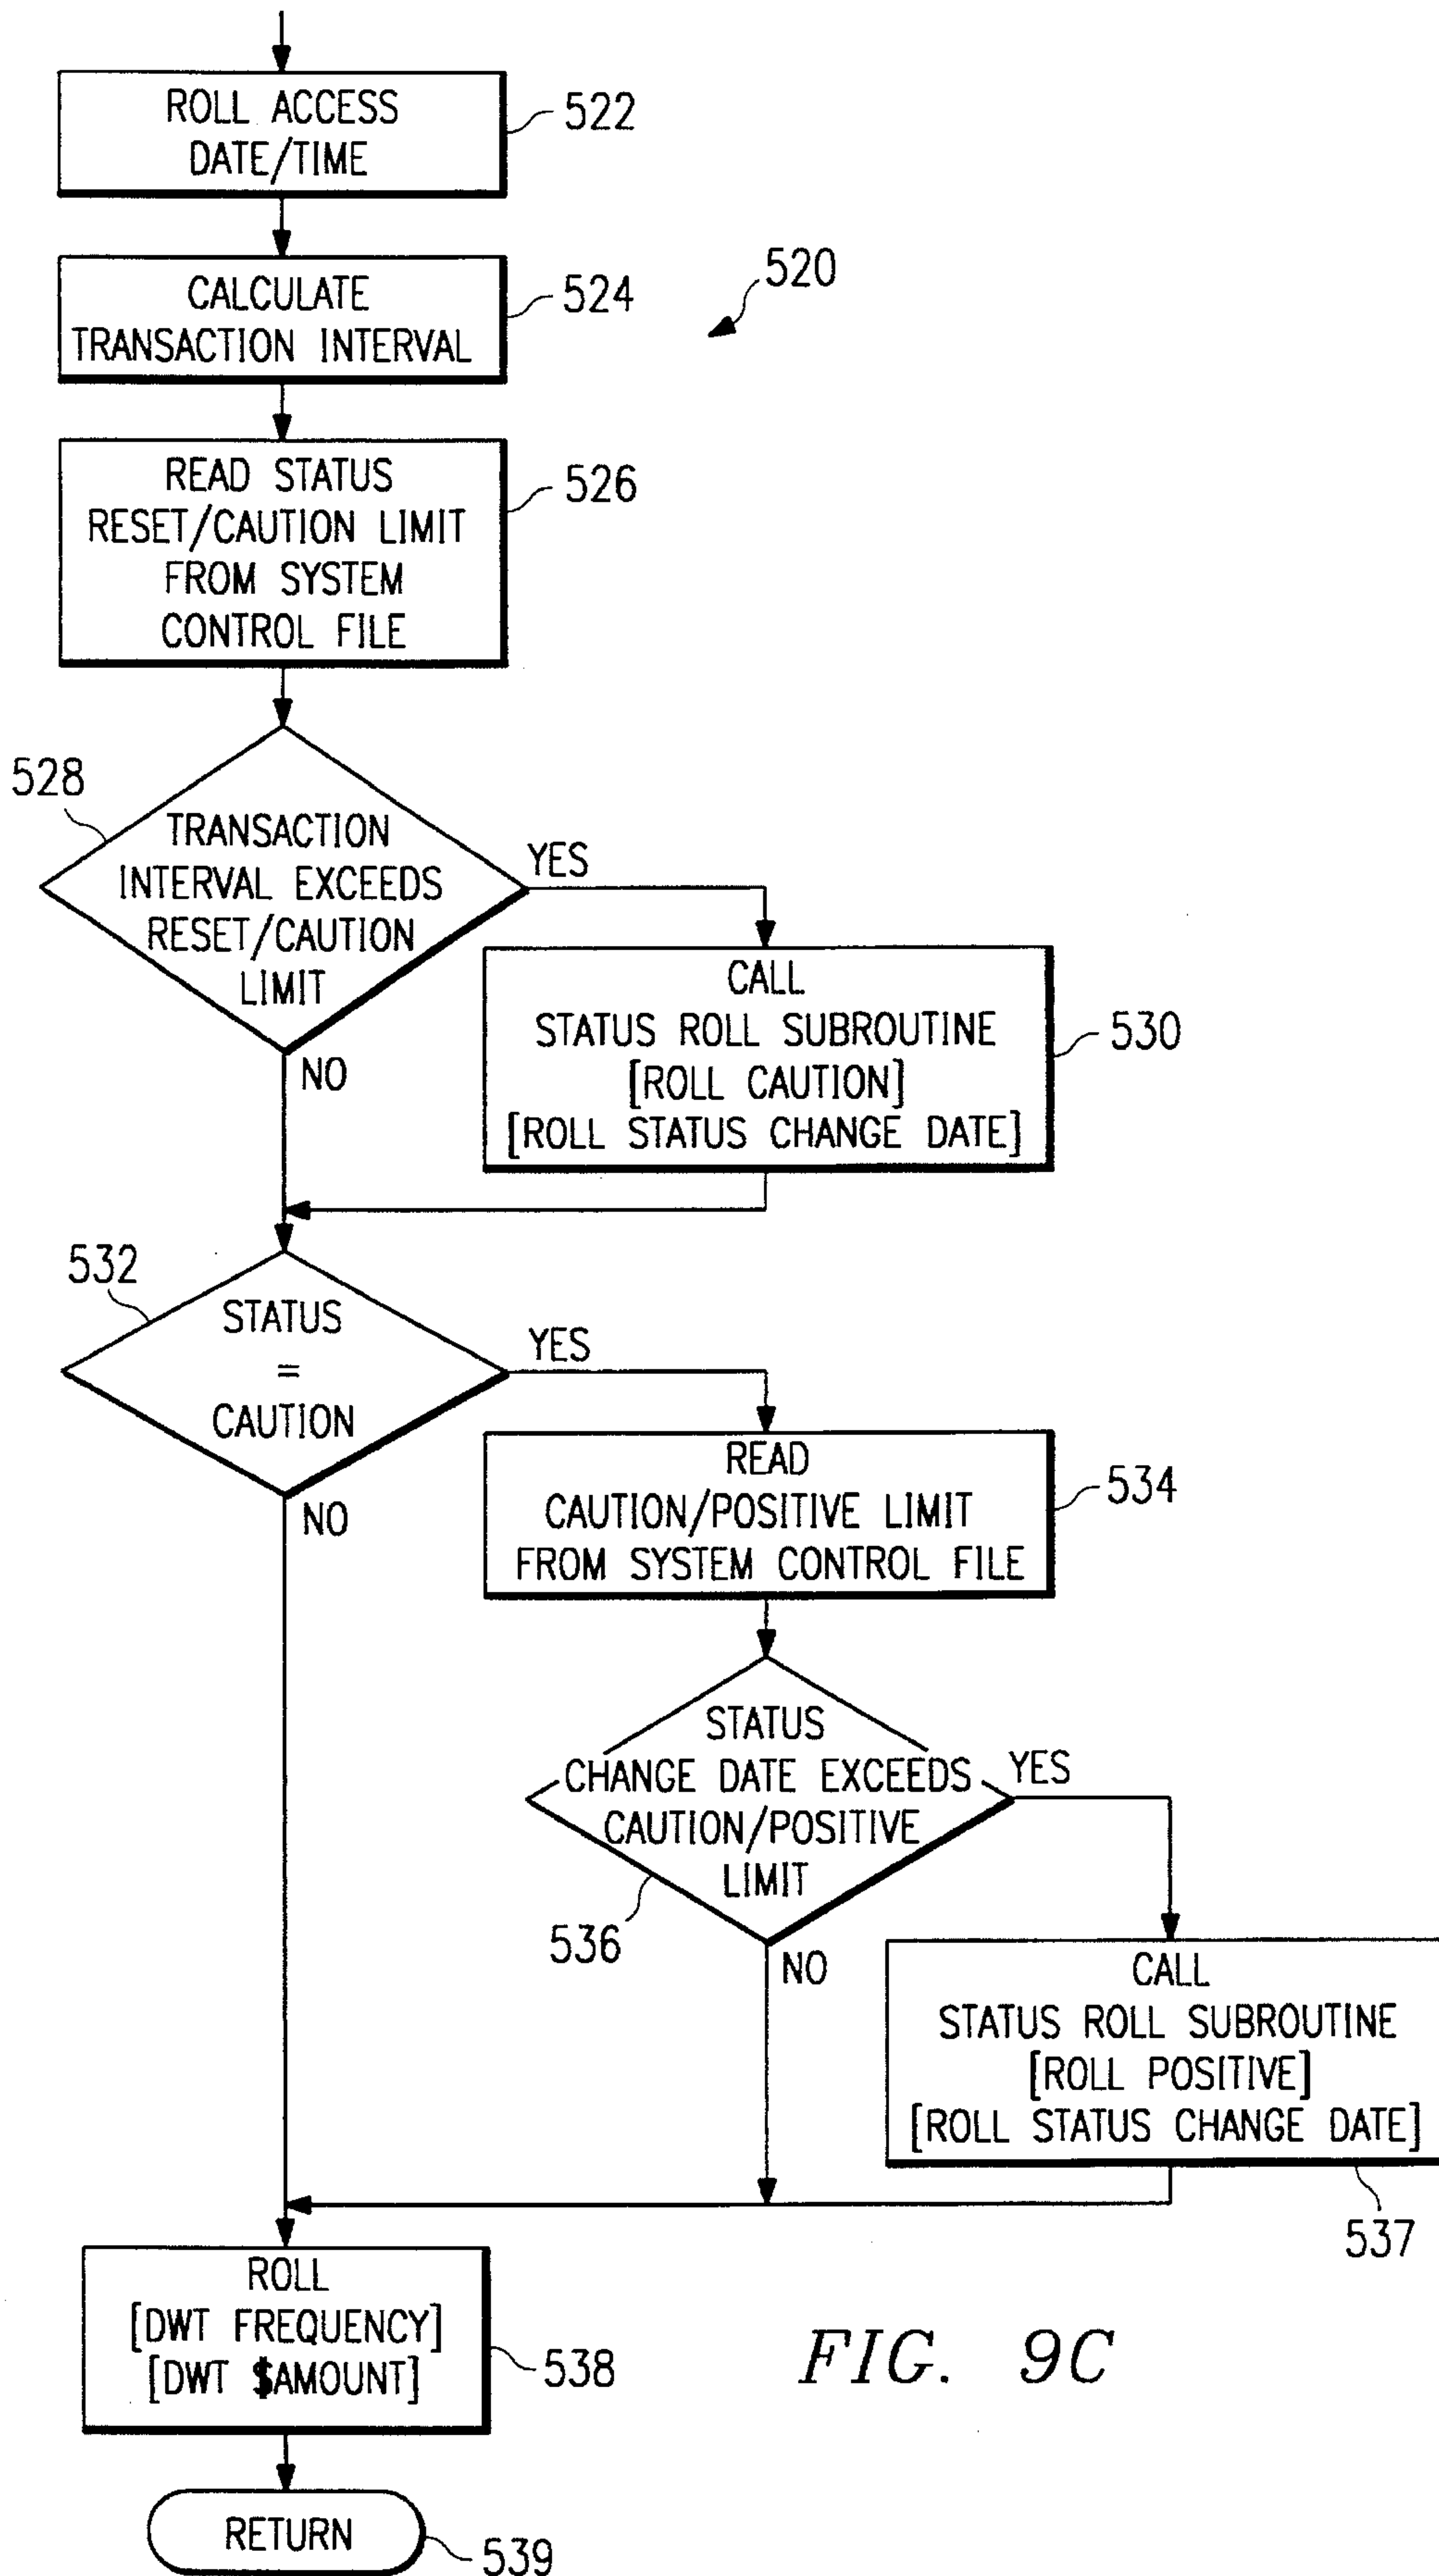 ROLL ACCESS
DATE/TIME
522
CALCULATE
TRANSACTION INTERVAL
524
520
READ STATUS
RESET/CAUTION LIMIT
FROM SYSTEM
CONTROL FILE
526
528
TRANSACTION
INTERVAL EXCEEDS
RESET/CAUTION
LIMIT
YES
NO
CALL
STATUS ROLL SUBROUTINE
[ROLL CAUTION]
[ROLL STATUS CHANGE DATE]
530
532
STATUS
=
CAUTION
YES
NO
READ
CAUTION/POSITIVE LIMIT
FROM SYSTEM CONTROL FILE
534
STATUS
CHANGE DATE EXCEEDS
CAUTION/POSITIVE
LIMIT
YES
536
NO
CALL
STATUS ROLL SUBROUTINE
[ROLL POSITIVE]
[ROLL STATUS CHANGE DATE]
537
ROLL
[DWT FREQUENCY]
[DWT $AMOUNT]
538
FIG. 9C
RETURN
539